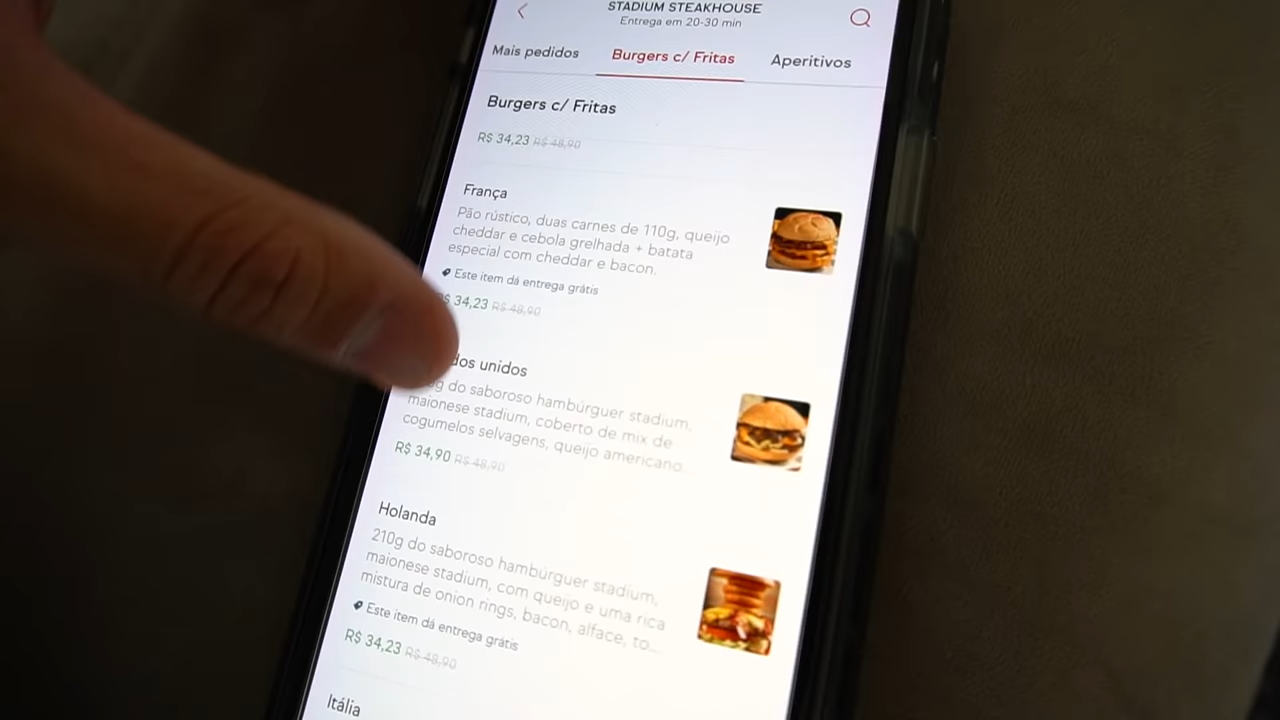 STADIUM STEAKHOUSE
Entrega em 20-30 min
Mais pedidos
Burgers c/ Fritas
Aperitivos
Burgers c/ Fritas
R$ 34,23 R$ 48,90
França
Pão rústico, duas carnes de 110g, queijo
cheddar e cebola grelhada + batata
especial com cheddar e bacon.
Este item dá entrega grátis
$ 34,23 R$ 48,90
dos unidos
g do saboroso hambúrguer stadium,
maionese stadium, coberto de mix de
cogumelos selvagens, queijo americano...
R$ 34,90 R$ 48,90
Holanda
210g do saboroso hambúrguer stadium,
maionese stadium, com queijo e uma rica
mistura de onion rings, bacon, alface, to...
Este item dá entrega grátis
R$ 34,23 R$ 48,90
Itália